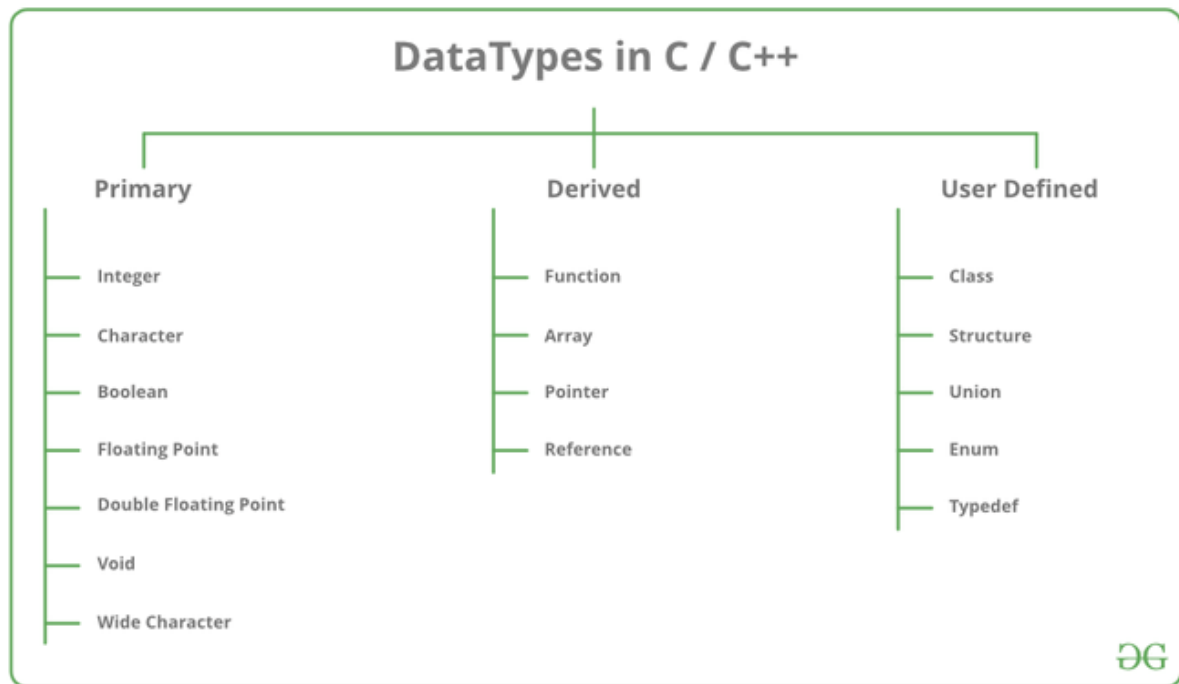 DataTypes in C / C++
Primary
Integer
Character
Boolean
Floating Point
Double Floating Point
Void
Wide Character
Derived
Function
Array
Pointer
Reference
User Defined
Class
Structure
Union
Enum
Typedef